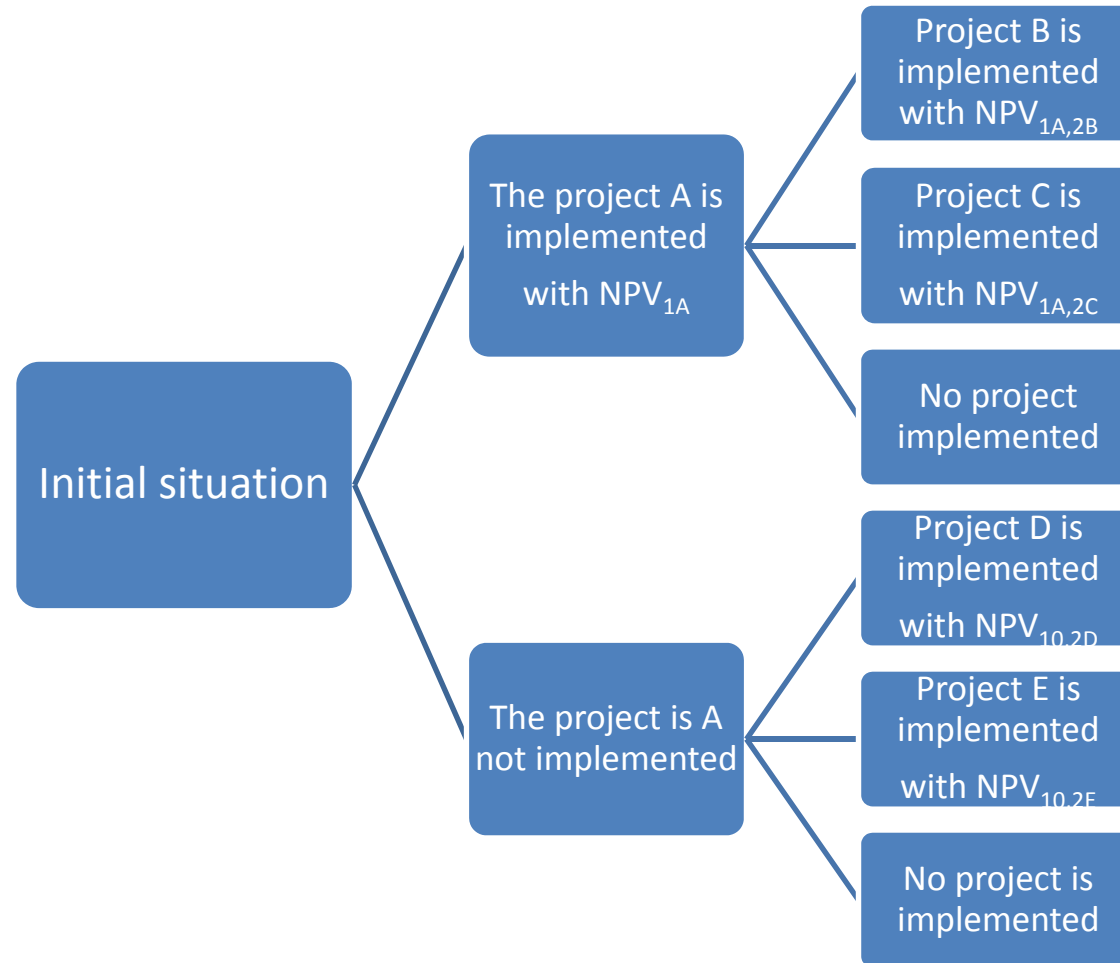 Initial situation
The project A is
implemented
with NPV1A
The project is A
not implemented
Project B is
implemented
with NPV1A,2B
Project C is
implemented
with NPV1A,2C
No project
implemented
Project D is
implemented
with NPV10,2D
Project E is
implemented
with NPV10,2E
No project is
implemented